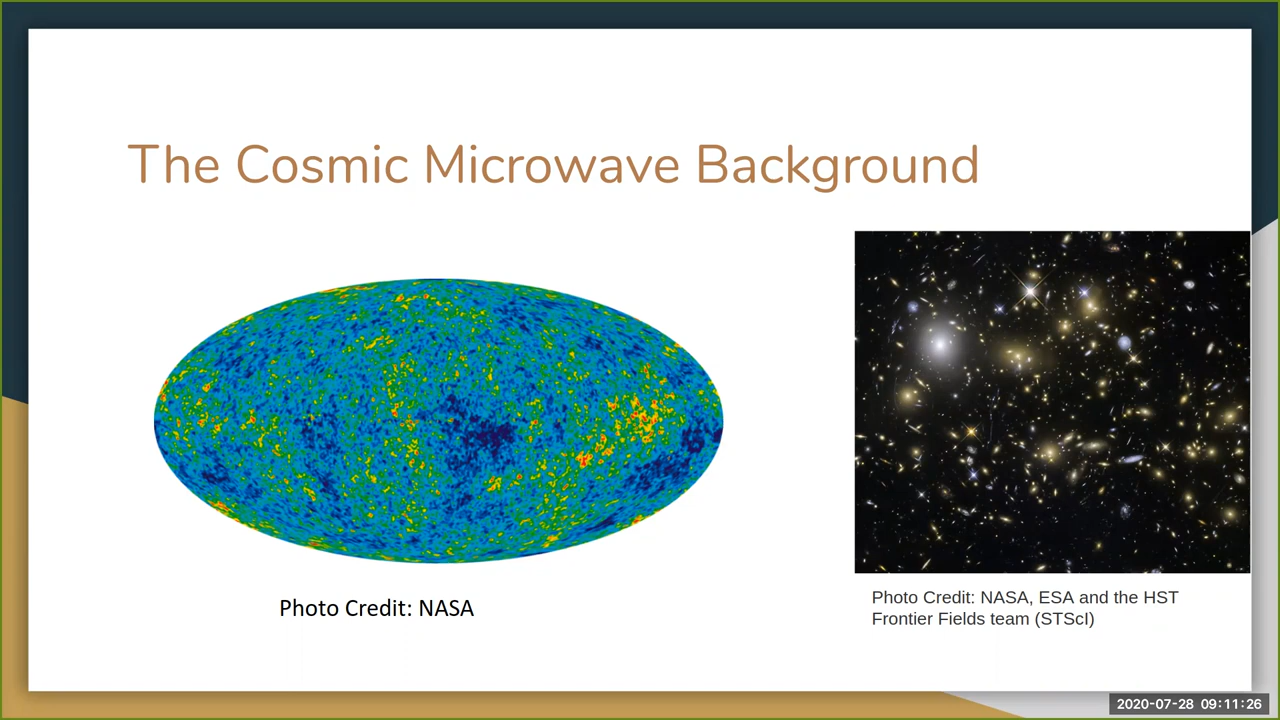 The Cosmic Microwave Background
Photo Credit: NASA
Photo Credit: NASA, ESA and the HST
Frontier Fields team (STScI)
2020-07-28 09:11:26